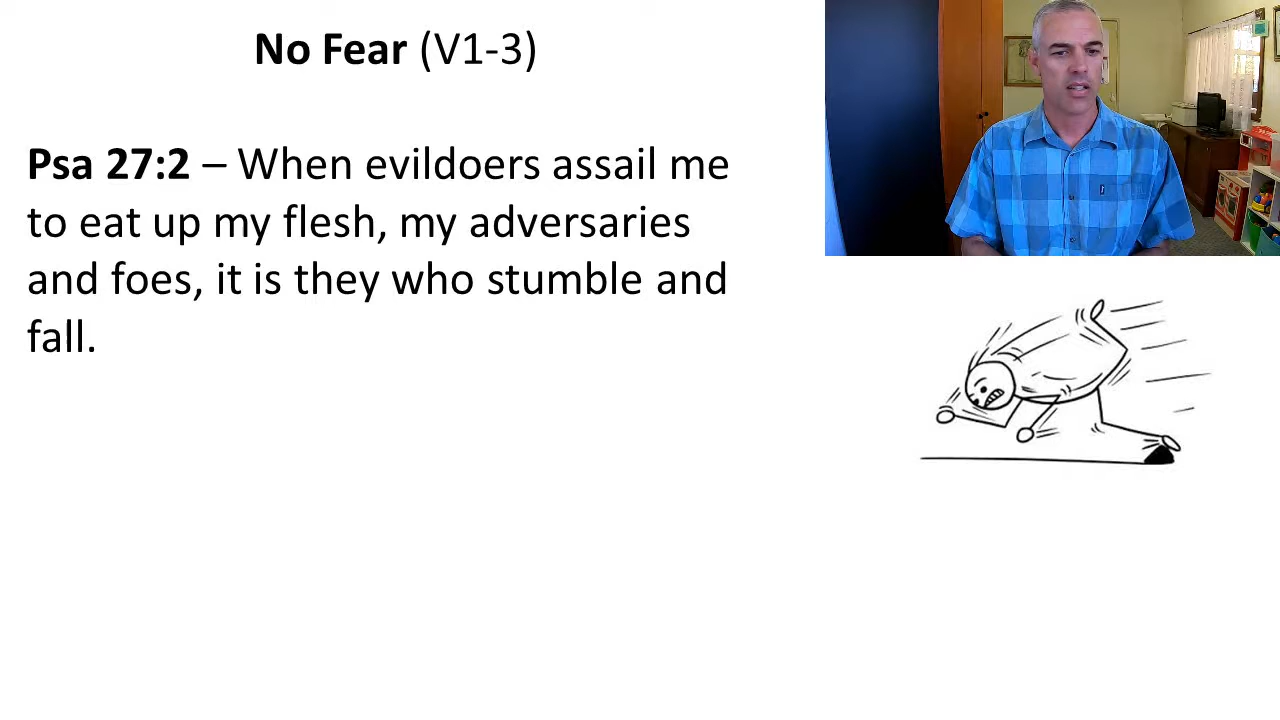 No Fear (V1-3)
Psa 27:2 – When evildoers assail me
to eat up my flesh, my adversaries
and foes, it is they who stumble and
fall.